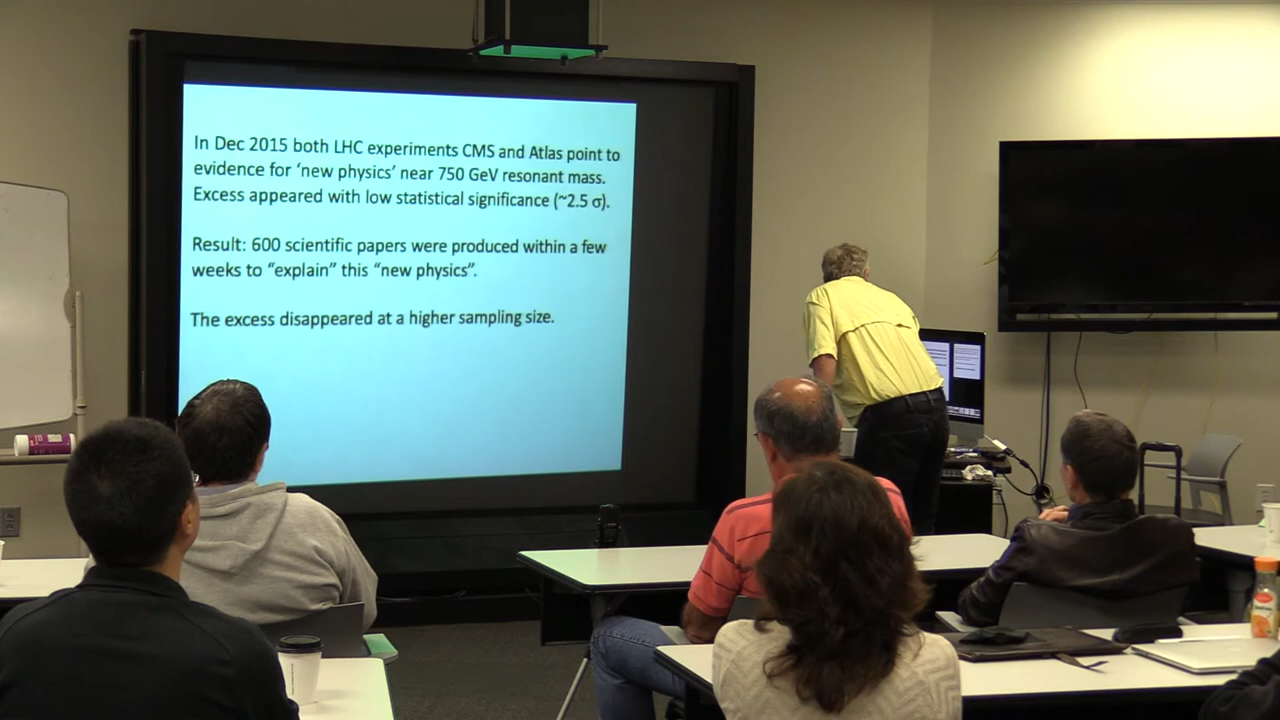 In Dec 2015 both LHC experiments CMS and Atlas point to
evidence for ‘new physics’ near 750 GeV resonant mass.
Excess appeared with low statistical significance (~2.5 σ).
Result: 600 scientific papers were produced within a few
weeks to “explain” this “new physics”.
The excess disappeared at a higher sampling size.